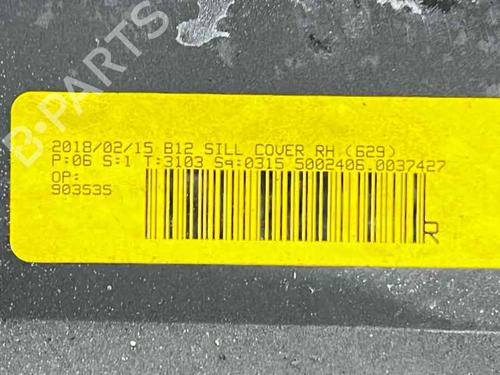 2018/02/15 B12 SILL COVER RH (629)
P:06 S:1 T:3103 Sq:0315 5002406.0037427
OP:
903535
R
B-PARTS